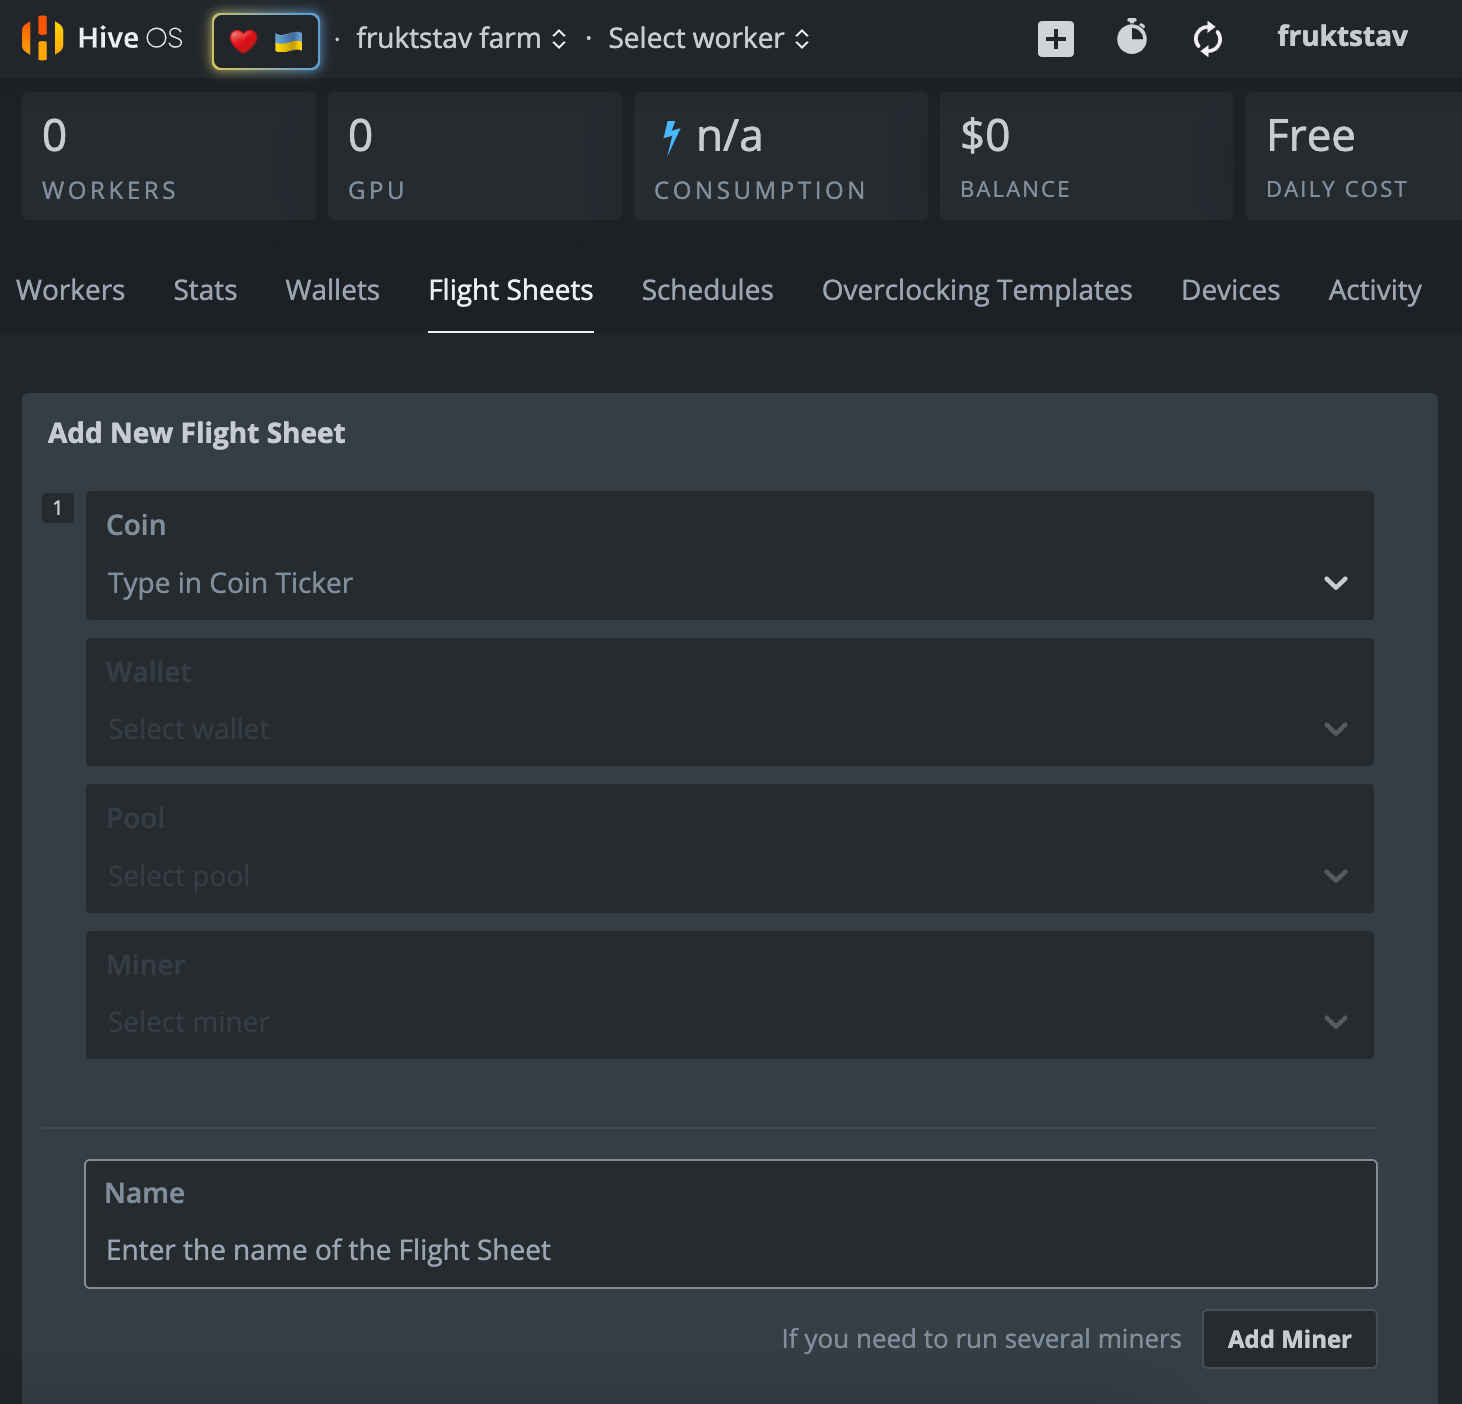 Hive OS ❤️ 🇺🇦 · fruktstav farm · Select worker fruktstav
0 0 n/a $0 Free
WORKERS GPU CONSUMPTION BALANCE DAILY COST
Workers Stats Wallets Flight Sheets Schedules Overclocking Templates Devices Activity
Add New Flight Sheet
1 Coin
Type in Coin Ticker
Wallet
Select wallet
Pool
Select pool
Miner
Select miner
Name
Enter the name of the Flight Sheet
If you need to run several miners Add Miner